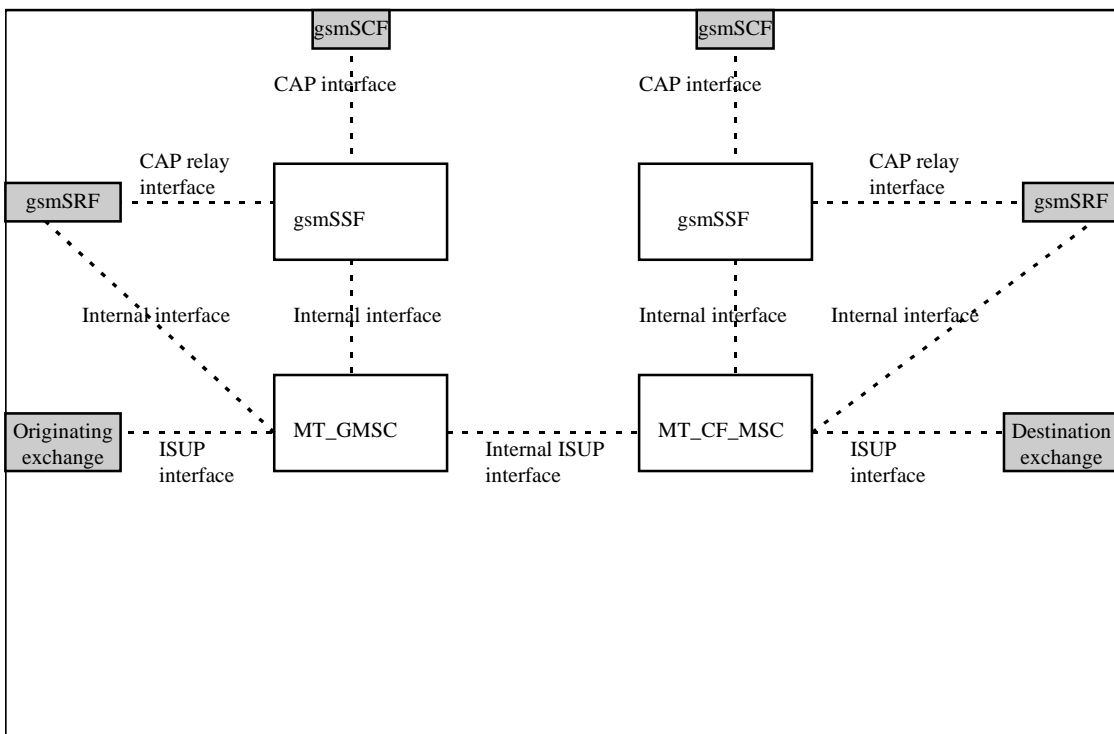 gsmSCF
gsmSCF
CAP interface
CAP interface
CAP relay
interface
CAP relay
interface
gsmSRF
gsmSSF
gsmSSF
gsmSRF
Internal interface
Internal interface
Internal interface
Internal interface
Originating
exchange
ISUP
interface
MT_GMSC
Internal ISUP
interface
MT_CF_MSC
ISUP
interface
Destination
exchange